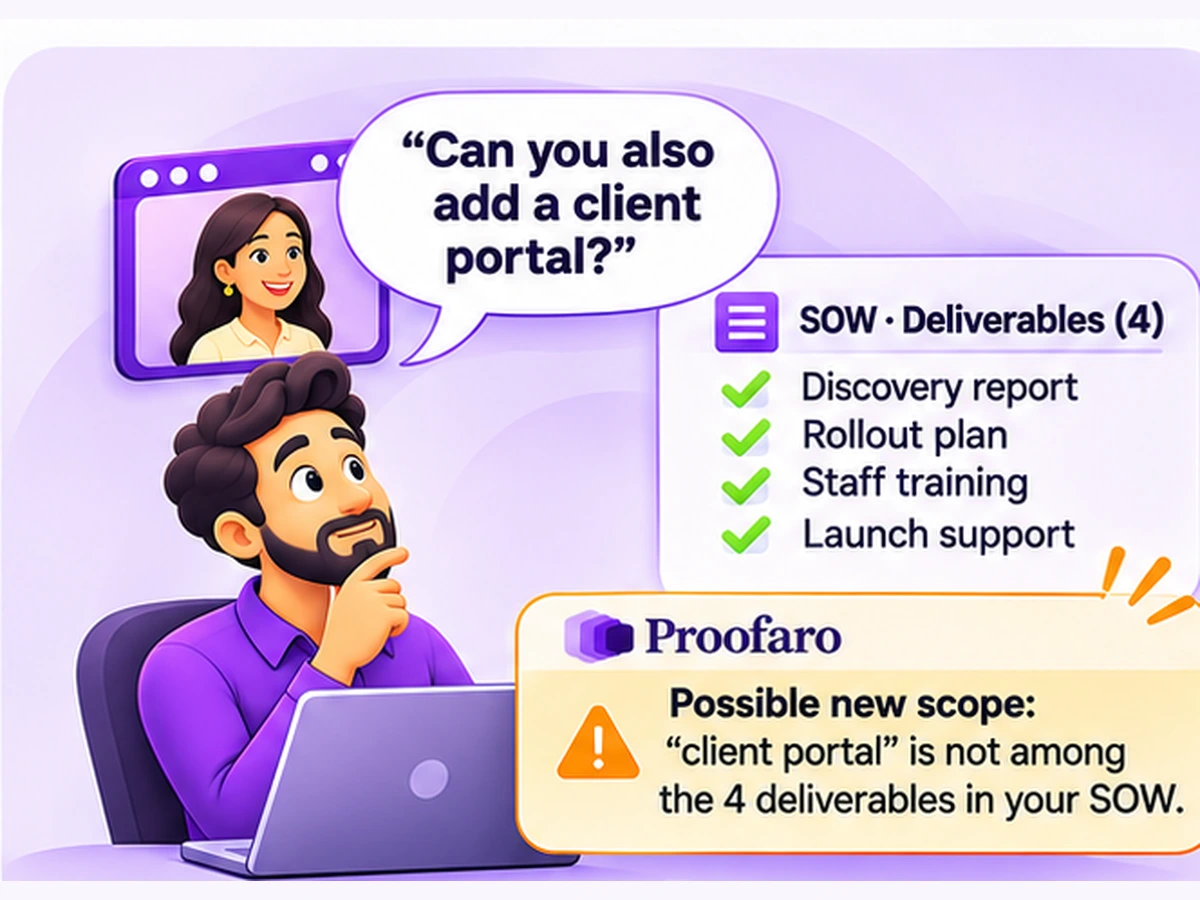 “Can you also
add a client
portal?”
SOW · Deliverables (4)
Discovery report
Rollout plan
Staff training
Launch support
Proofaro
Possible new scope:
“client portal” is not among
the 4 deliverables in your SOW.